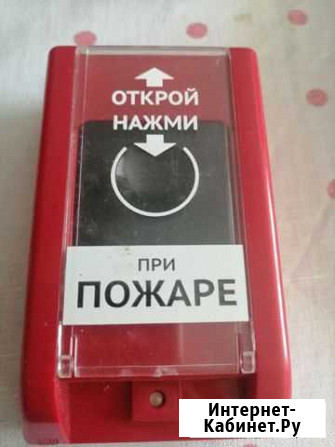 ОТКРОЙ
НАЖМИ
ПРИ
ПОЖАРЕ
Интернет-
Кабинет.Ру